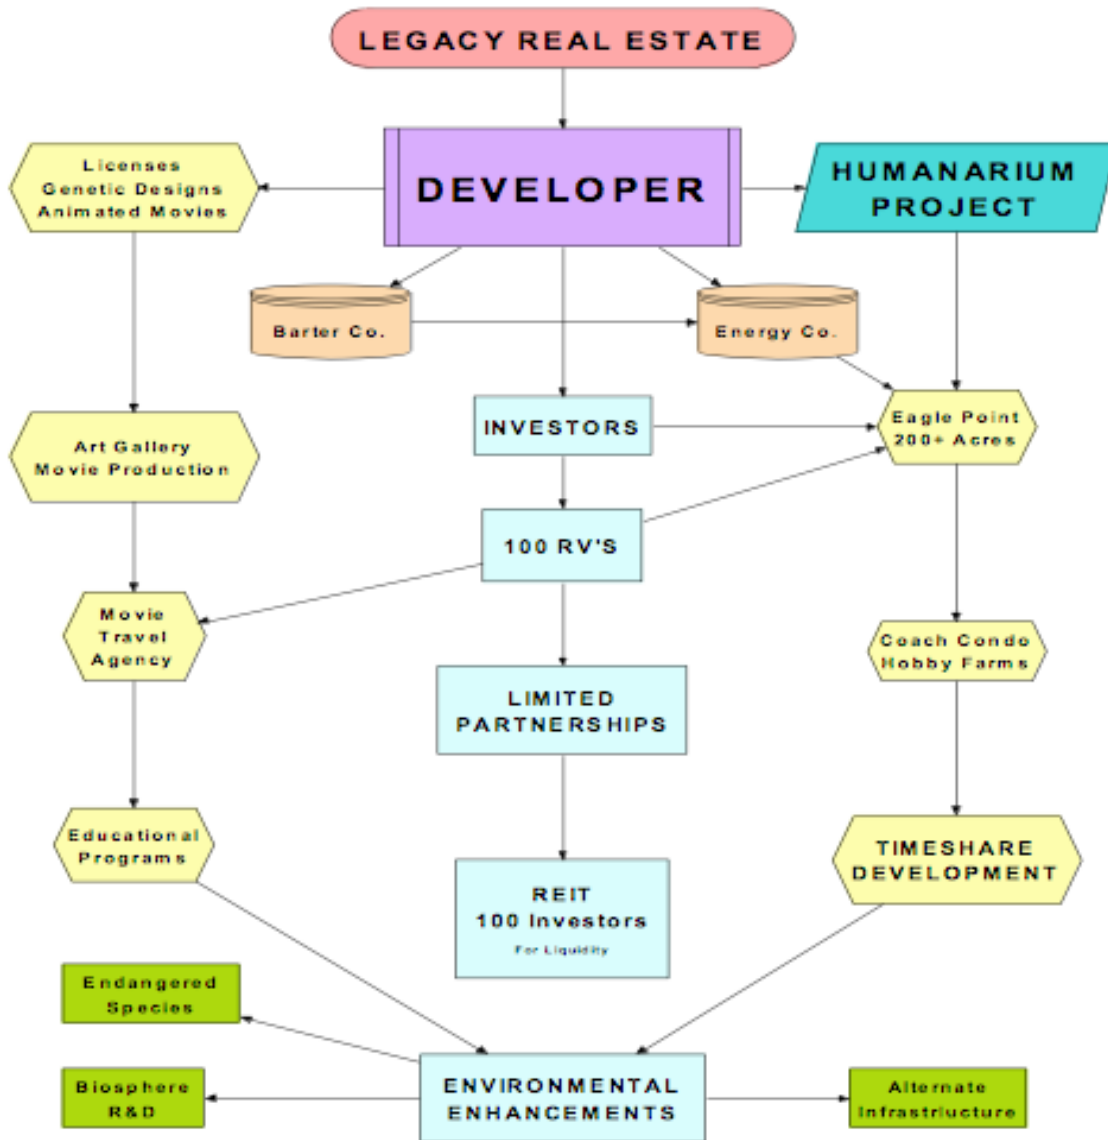 LEGACY REAL ESTATE
DEVELOPER
Licenses
Genetic Designs
Animated Movies
HUMANARIUM
PROJECT
Barter Co.
Energy Co.
INVESTORS
Eagle Point
200+ Acres
Art Gallery
Movie Production
100 RV'S
Movie
Travel
Agency
Coach Condo
Hobby Farms
LIMITED
PARTNERSHIPS
Educational
Programs
TIMESHARE
DEVELOPMENT
REIT
100 Investors
For Liquidity
Endangered
Species
Biosphere
R&D
ENVIRONMENTAL
ENHANCEMENTS
Alternate
Infrastriucture